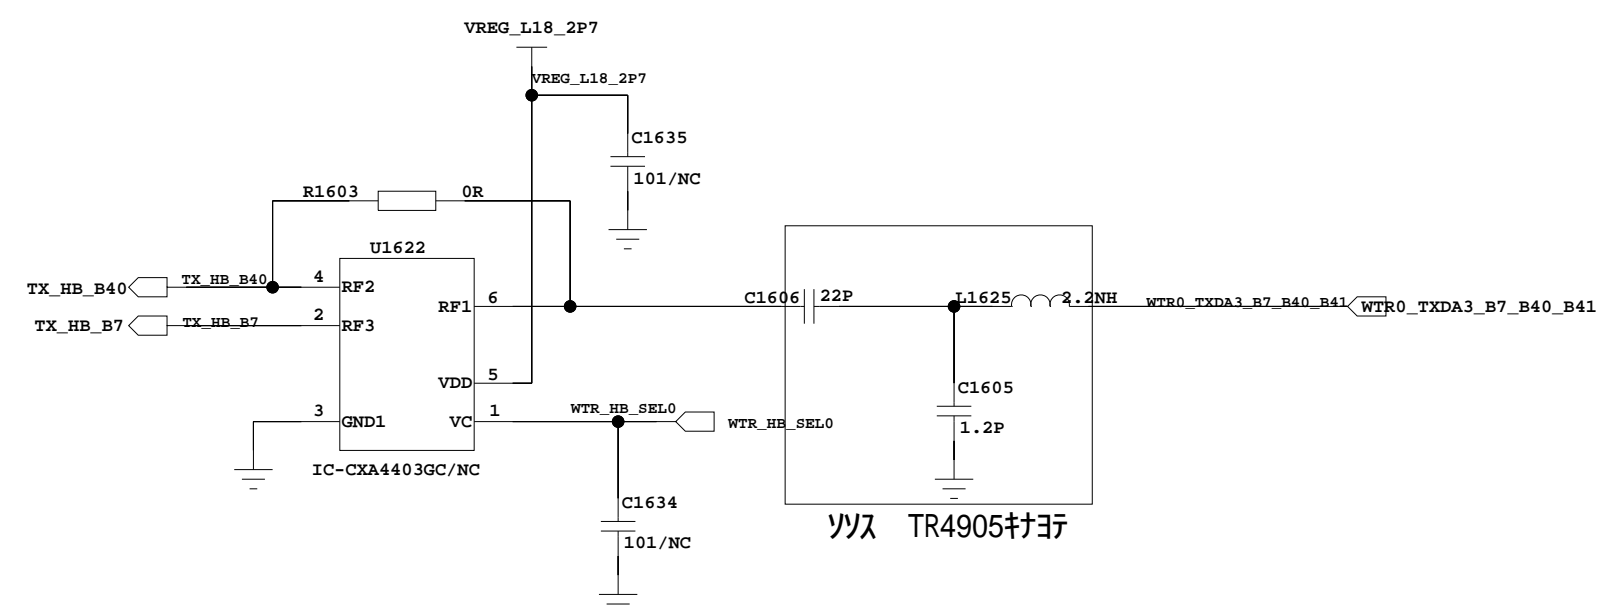 VREG_L18_2P7
VREG_L18_2P7
C1635
101/NC
R1603 0R
U1622
TX_HB_B40 TX_HB_B40 4 RF2
RF1 6 C1606 22P L1625 2.2NH WTR0_TXDA3_B7_B40_B41 WTR0_TXDA3_B7_B40_B41
TX_HB_B7 TX_HB_B7 2 RF3
VDD 5
C1605
1.2P
3 GND1 VC 1 WTR_HB_SEL0 WTR_HB_SEL0
IC-CXA4403GC/NC
C1634
101/NC
ソソス TR4905キナヨテ